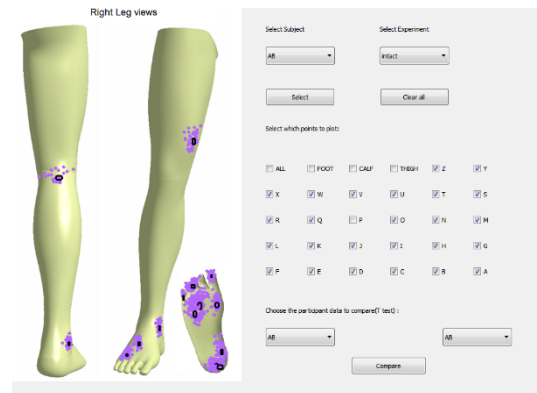 Right Leg views
Select Subject Select Experiment
AB intact
Select Clear all
Select which points to plot:
ALL FOOT CALF THIGH Z Y
X W V U T S
R Q P O N M
L K J I H G
F E D C B A
Choose the participant data to compare(T test) :
AB AB
Compare